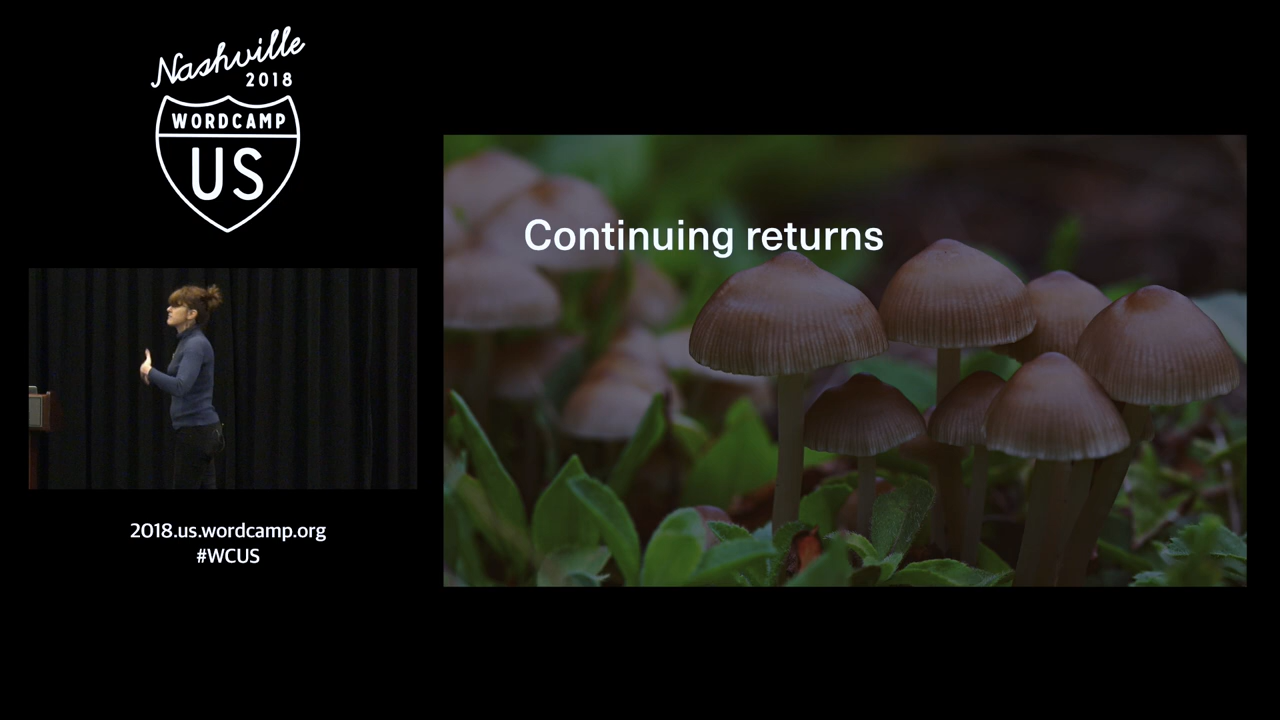 Nashville
2018
WORDCAMP
US
Continuing returns
2018.us.wordcamp.org
#WCUS